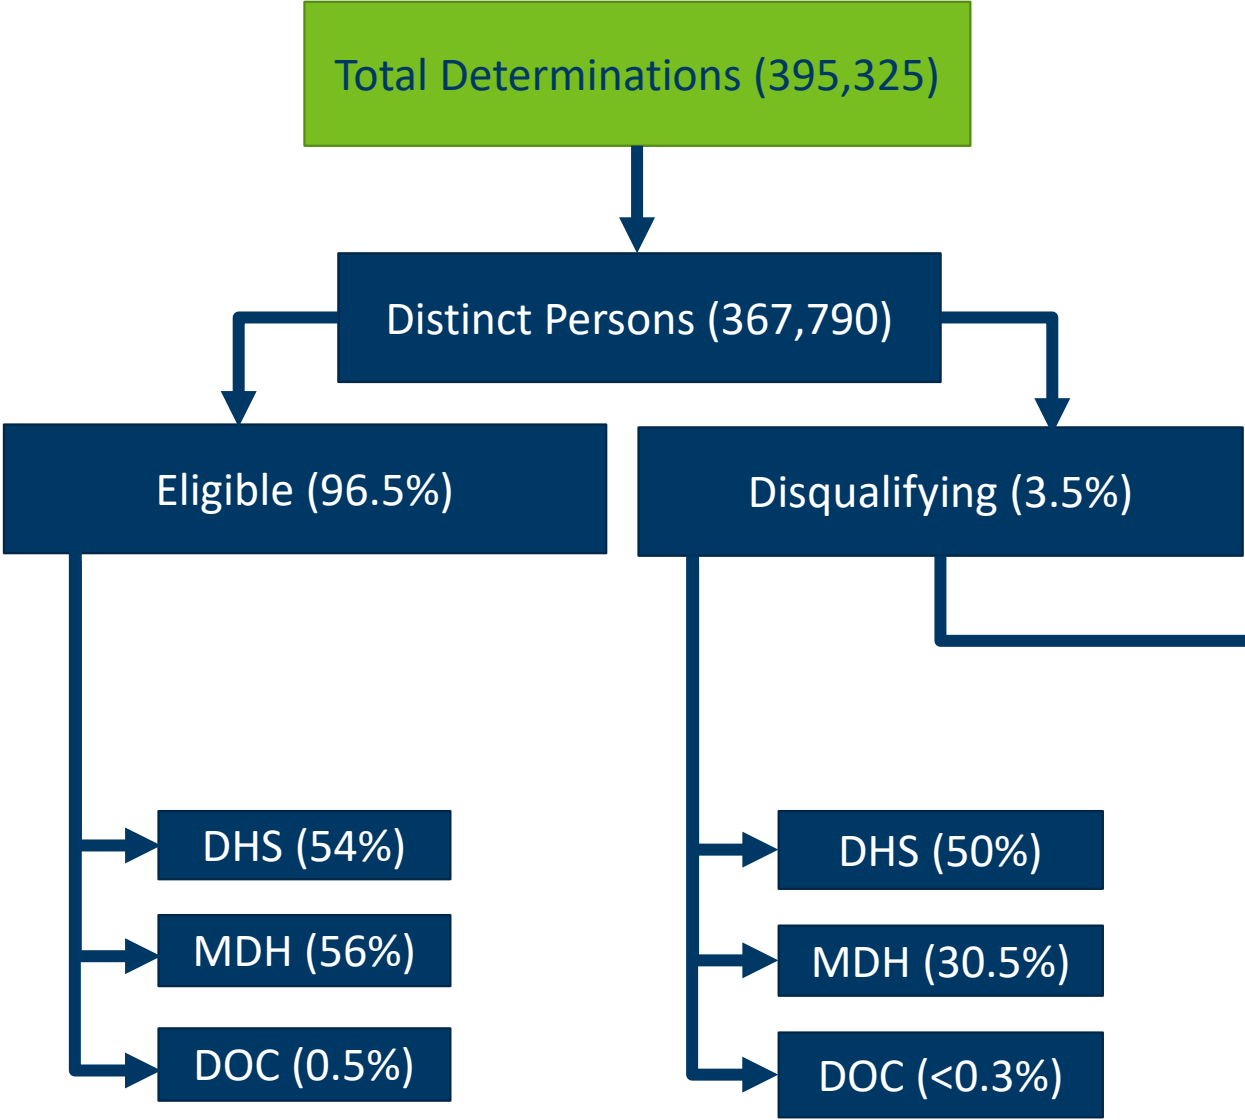 Total Determinations (395,325)
Distinct Persons (367,790)
Eligible (96.5%)
Disqualifying (3.5%)
DHS (54%)
MDH (56%)
DOC (0.5%)
DHS (50%)
MDH (30.5%)
DOC (<0.3%)